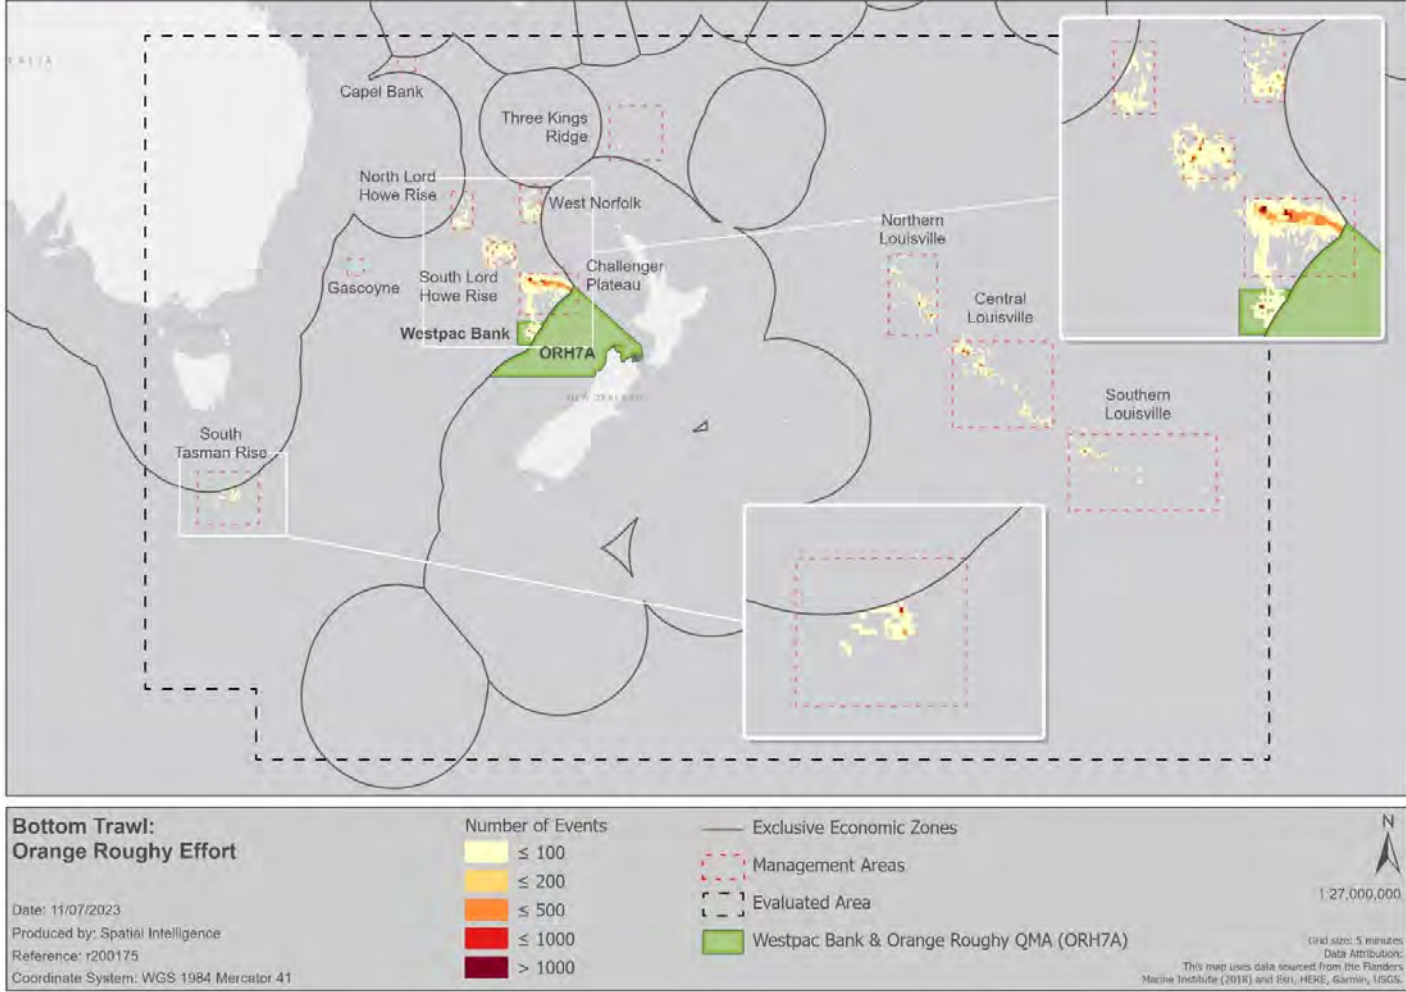 RALIA
Capel Bank
Three Kings
Ridge
North Lord
Howe Rise
West Norfolk
Northern
Louisville
Gascoyne
South Lord
Howe Rise
Challenger
Plateau
Central
Louisville
Westpac Bank
ORH7A
NEW ZEALAND
Southern
Louisville
South
Tasman Rise
Bottom Trawl:
Orange Roughy Effort
Date: 11/07/2023
Produced by: Spatial Intelligence
Reference: r200175
Coordinate System: WGS 1984 Mercator 41
Number of Events
≤ 100
≤ 200
≤ 500
≤ 1000
> 1000
Exclusive Economic Zones
Management Areas
Evaluated Area
Westpac Bank & Orange Roughy QMA (ORH7A)
N
1:27,000,000
Grid size: 5 minutes
Data Attribution:
This map uses data sourced from the Flanders
Marine Institute (2018) and Esri, HERE, Garmin, USGS.